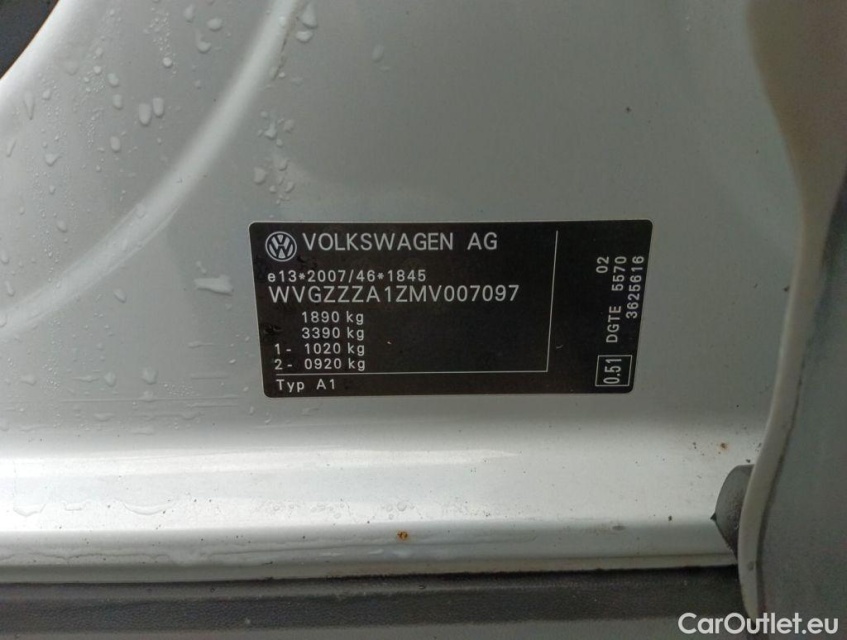 VOLKSWAGEN AG
e13*2007/46*1845
WVGZZZA1ZMV007097
1890 kg
3390 kg
1- 1020 kg
2- 0920 kg
Typ A1
02
DGTE 5570
3625616
0.51
CarOutlet.eu